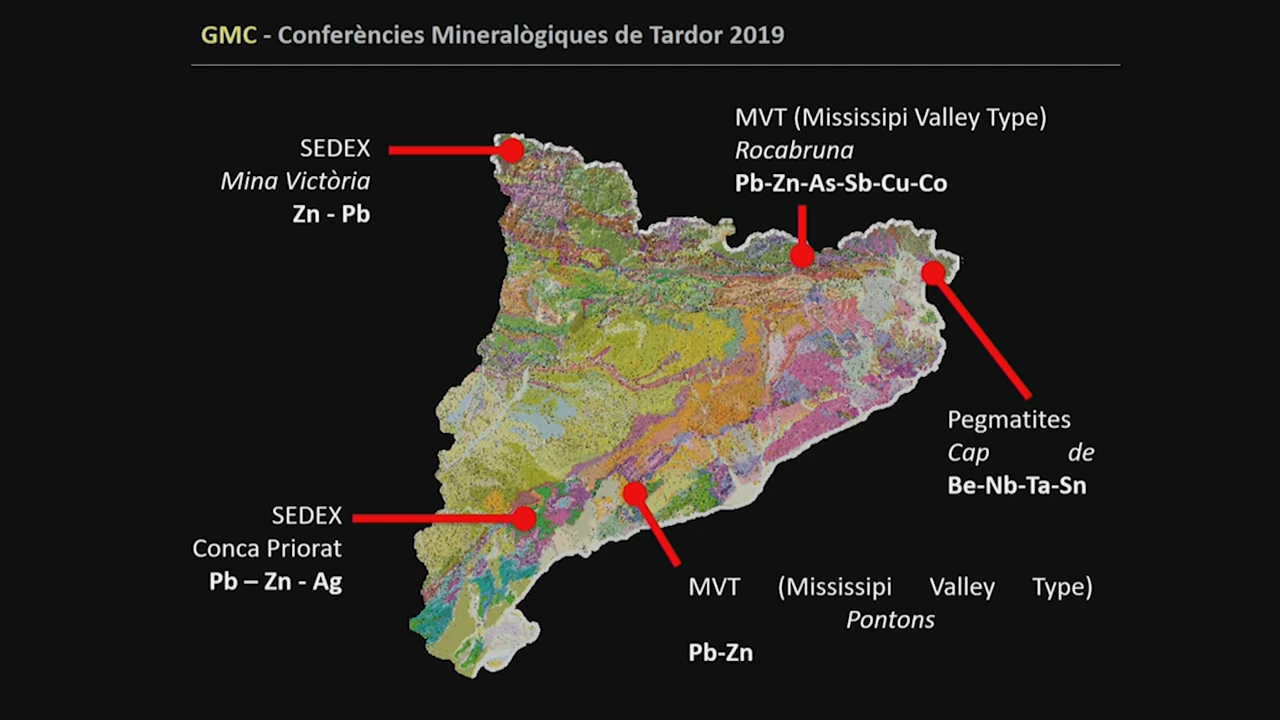 GMC - Conferències Mineralògiques de Tardor 2019
MVT (Mississipi Valley Type)
Rocabruna
Pb-Zn-As-Sb-Cu-Co
SEDEX
Mina Victòria
Zn - Pb
Pegmatites
Cap de
Be-Nb-Ta-Sn
SEDEX
Conca Priorat
Pb – Zn - Ag
MVT (Mississipi Valley Type)
Pontons
Pb-Zn